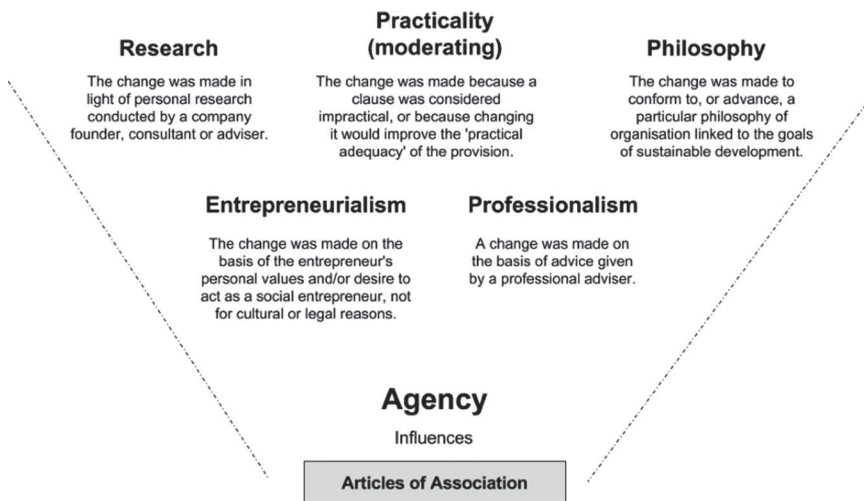 Research
The change was made in
light of personal research
conducted by a company
founder, consultant or adviser.
Practicality
(moderating)
The change was made because a
clause was considered
impractical, or because changing
it would improve the 'practical
adequacy' of the provision.
Philosophy
The change was made to
conform to, or advance, a
particular philosophy of
organisation linked to the goals
of sustainable development.
Entrepreneurialism
The change was made on the
basis of the entrepreneur's
personal values and/or desire to
act as a social entrepreneur, not
for cultural or legal reasons.
Professionalism
A change was made on
the basis of advice given
by a professional adviser.
Agency
Influences
Articles of Association